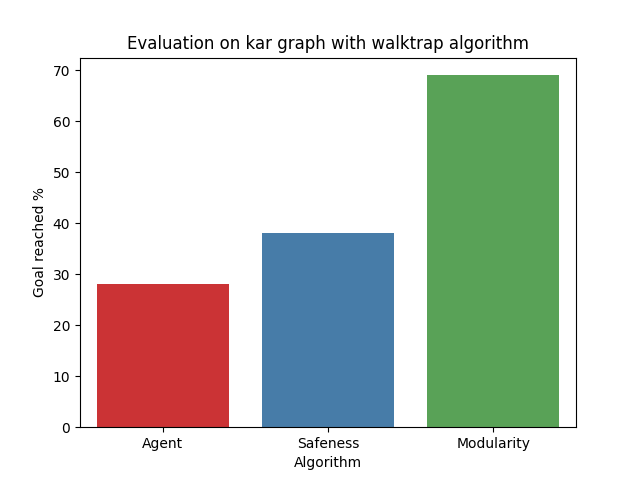 Evaluation on kar graph with walktrap algorithm
70
60
50
40
30
20
10
0
Goal reached %
Agent
Safeness
Modularity
Algorithm